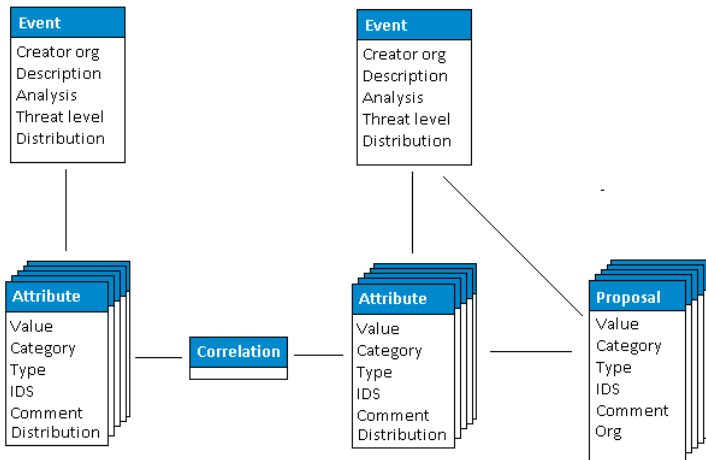 Event
Creator org
Description
Analysis
Threat level
Distribution
Event
Creator org
Description
Analysis
Threat level
Distribution
Attribute
Value
Category
Type
IDS
Comment
Distribution
Correlation
Attribute
Value
Category
Type
IDS
Comment
Distribution
Proposal
Value
Category
Type
IDS
Comment
Org